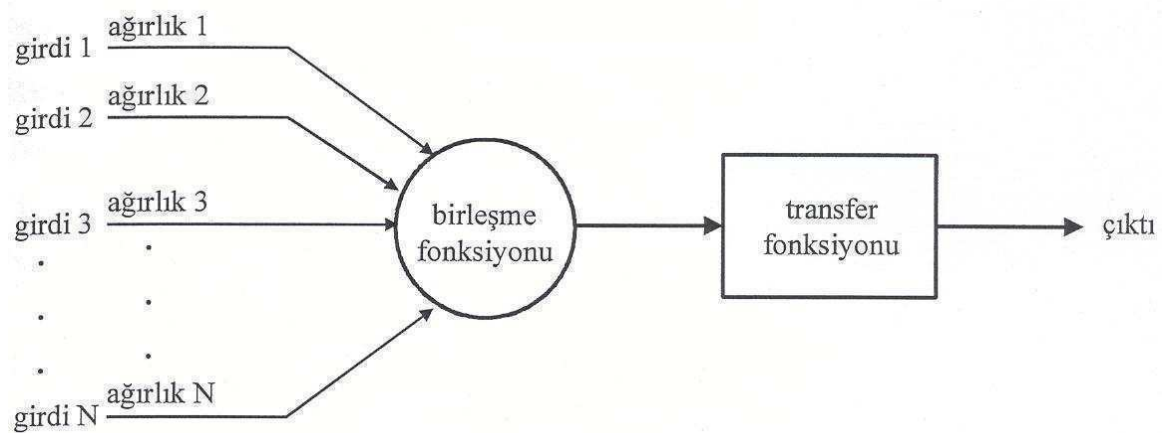 ağırlık 1
girdi 1
ağırlık 2
girdi 2
ağırlık 3
girdi 3
ağırlık N
girdi N
birleşme
fonksiyonu
transfer
fonksiyonu
çıktı